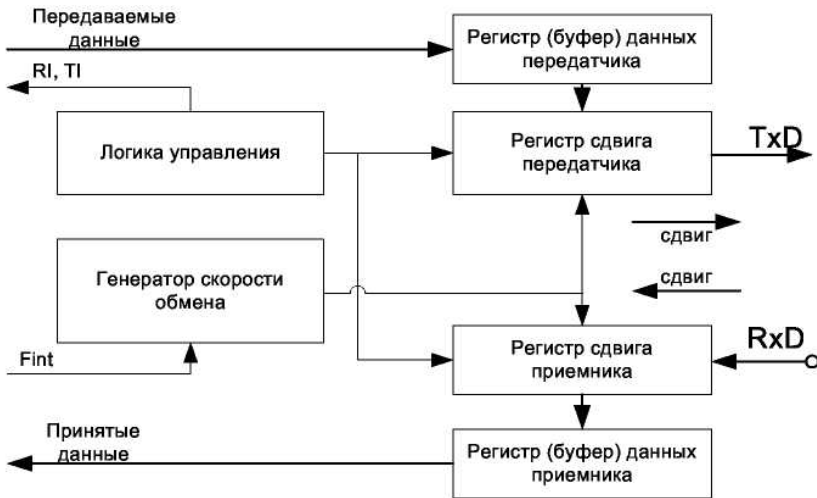 Передаваемые
данные
Регистр (буфер) данных
передатчика
RI, TI
Логика управления
Регистр сдвига
передатчика
TxD
сдвиг
Генератор скорости
обмена
сдвиг
Fint
Регистр сдвига
приемника
RxD
Принятые
данные
Регистр (буфер) данных
приемника